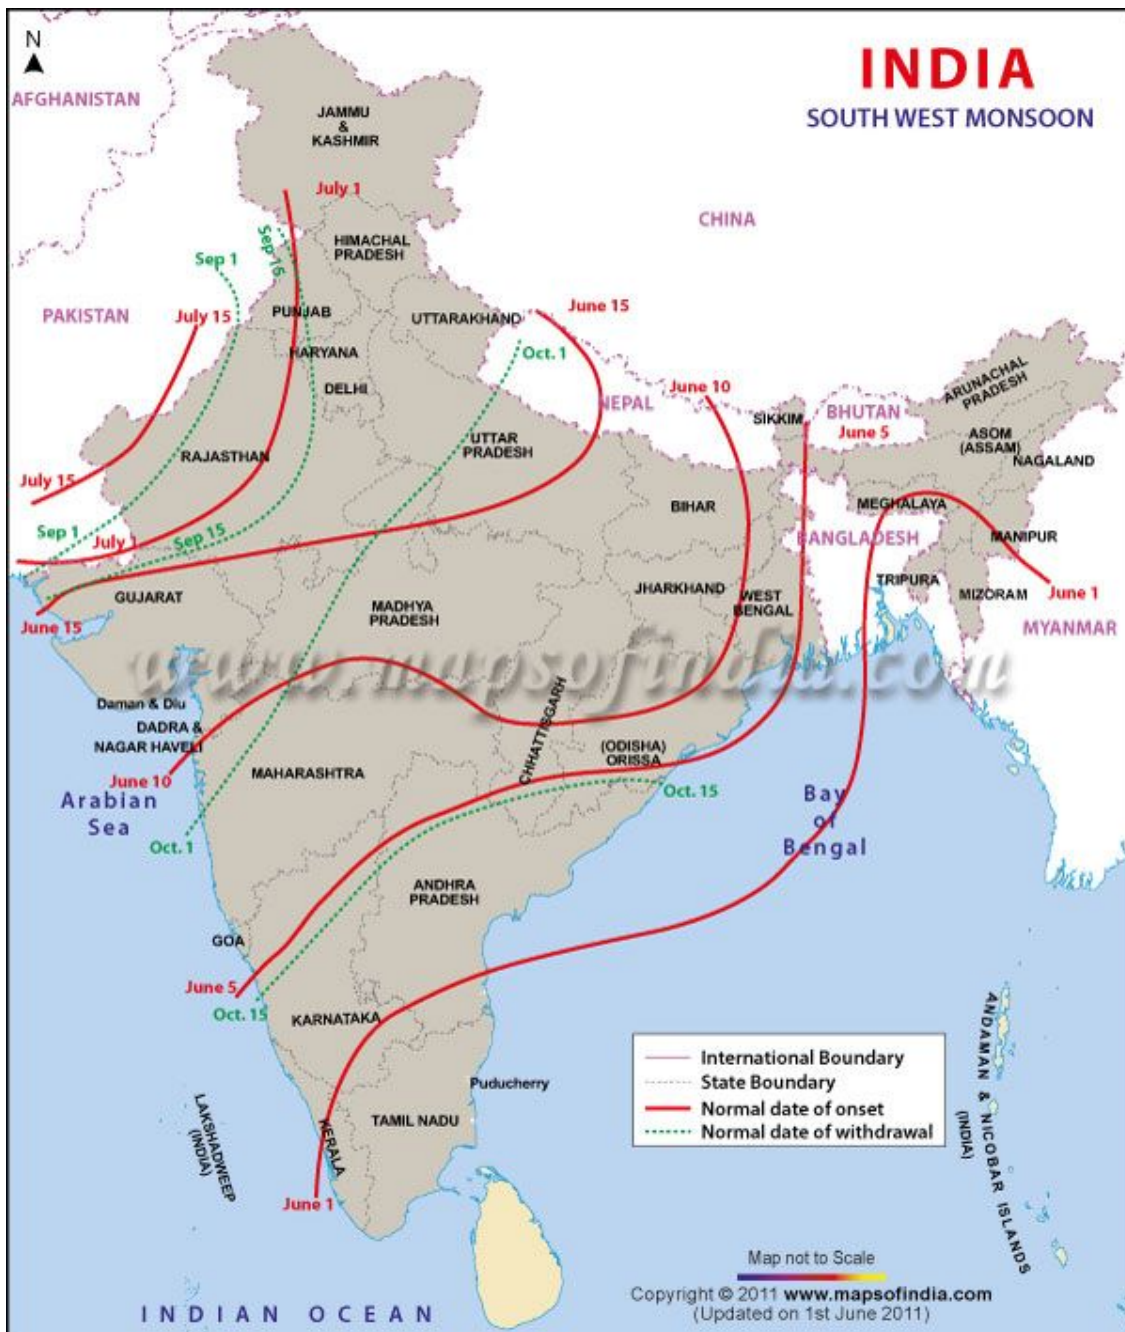 N
INDIA
SOUTH WEST MONSOON
AFGHANISTAN
JAMMU
&
KASHMIR
July 1
CHINA
Sep 16
HIMACHAL
PRADESH
Sep 1
PAKISTAN
July 15
PUNJAB
UTTARAKHAND
June 15
HARYANA
Oct. 1
DELHI
NEPAL
June 10
SIKKIM
BHUTAN
June 5
ARUNACHAL
PRADESH
ASOM
(ASSAM)
NAGALAND
RAJASTHAN
UTTAR
PRADESH
July 15
BIHAR
MEGHALAYA
Sep 1
July 1
Sep 15
BANGLADESH
MANIPUR
GUJARAT
JHARKHAND
WEST
BENGAL
TRIPURA
MIZORAM
June 1
MADHYA
PRADESH
June 15
MYANMAR
www.mapsofindia.com
Daman & Diu
DADRA &
NAGAR HAVELI
CHHATTISGARH
(ODISHA)
ORISSA
June 10
MAHARASHTRA
Oct. 15
Arabian
Sea
Bay
of
Bengal
Oct. 1
ANDHRA
PRADESH
GOA
June 5
Oct. 15
KARNATAKA
ANDAMAN & NICOBAR ISLANDS
(INDIA)
International Boundary
State Boundary
Normal date of onset
Normal date of withdrawal
Puducherry
TAMIL NADU
KERALA
LAKSHADWEEP
(INDIA)
June 1
Map not to Scale
Copyright © 2011 www.mapsofindia.com
(Updated on 1st June 2011)
INDIAN OCEAN